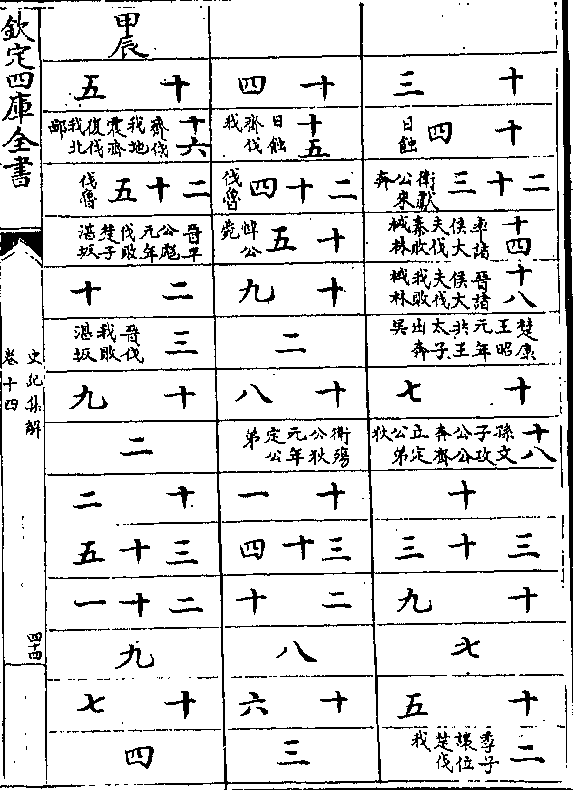 十三
十四 日蝕
二十三 衛獻公來奔
十四 率諸侯大夫伐秦敗棫林
十八 晉諸侯大夫伐我敗棫林
楚康王昭元年共王太子出奔吳
十七
十八 孫文子攻公公奔齊立定公弟狄
十
三十三
十九
七
十五
二 季子讓位楚伐我
十四
十五 日蝕齊伐我
二十四 伐魯
十五 悼公薨
十九
二
十八
衛殤公狄元年定公弟
十一
三十四
二十
八
十六
三
甲辰
十五
十六 齊伐我地震齊復伐我北鄙
二十五 伐魯
晉平公彪元年伐敗楚子湛坂
二十
三 晉伐我敗湛坂
十九
二
十二
三十五
二十一
九
十七
四
欽定四庫全書
史記集解
卷十四
四十四